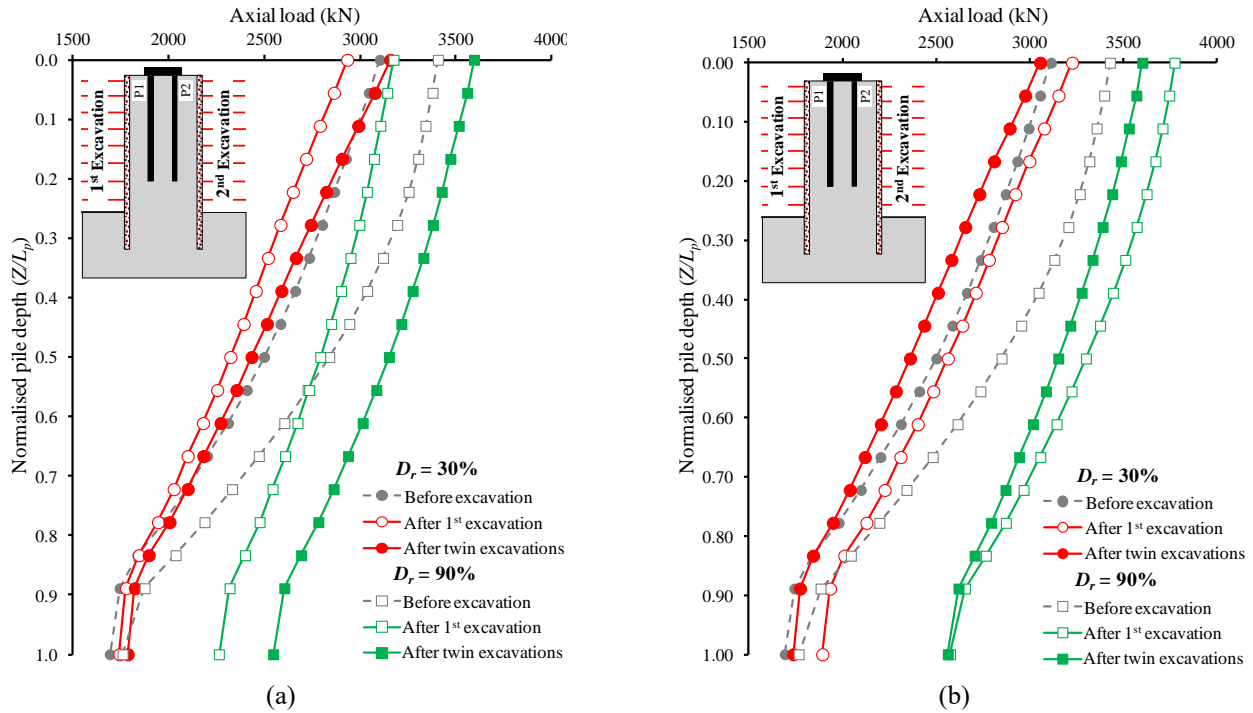 Axial load (kN)
1500 2000 2500 3000 3500 4000
Normalised pile depth (Z/Lp)
0.0
0.1
0.2
0.3
0.4
0.5
0.6
0.7
0.8
0.9
1.0
1st Excavation
P1
P2
2nd Excavation
Dr = 30%
Before excavation
After 1st excavation
After twin excavations
Dr = 90%
Before excavation
After 1st excavation
After twin excavations
(a)
Axial load (kN)
1500 2000 2500 3000 3500 4000
Normalised pile depth (Z/Lp)
0.00
0.10
0.20
0.30
0.40
0.50
0.60
0.70
0.80
0.90
1.00
1st Excavation
P1
P2
2nd Excavation
Dr = 30%
Before excavation
After 1st excavation
After twin excavations
Dr = 90%
Before excavation
After 1st excavation
After twin excavations
(b)